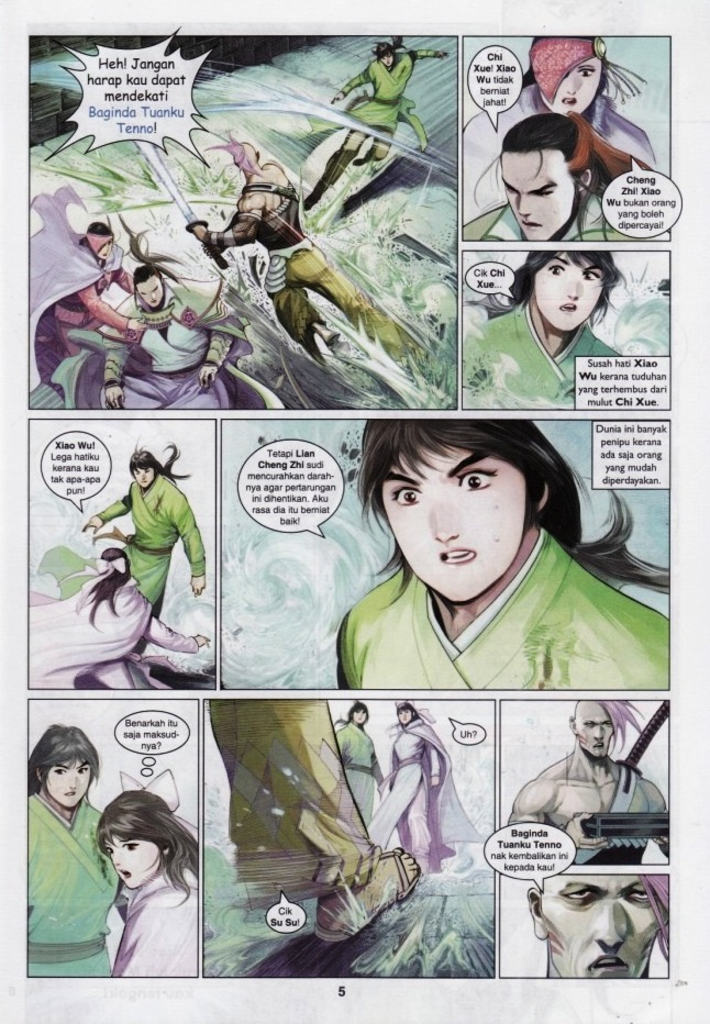 Heh! Jangan
harap kau dapat
mendekati
Baginda Tuanku
Tenno!
Chi
Xue! Xiao
Wu tidak
berniat
jahat!
Cheng
Zhi! Xiao
Wu bukan orang
yang boleh
dipercayai!
Cik Chi
Xue...
Susah hati Xiao
Wu kerana tuduhan
yang terhembus dari
mulut Chi Xue.
Xiao Wu!
Lega hatiku
kerana kau
tak apa-apa
pun!
Tetapi Lian
Cheng Zhi sudi
mencurahkan darah-
nya agar pertarungan
ini dihentikan. Aku
rasa dia itu berniat
baik!
Dunia ini banyak
penipu kerana
ada saja orang
yang mudah
diperdayakan.
Benarkah itu
saja maksud-
nya?
Uh?
Cik
Su Su!
Baginda
Tuanku Tenno
nak kembalikan ini
kepada kau!
5